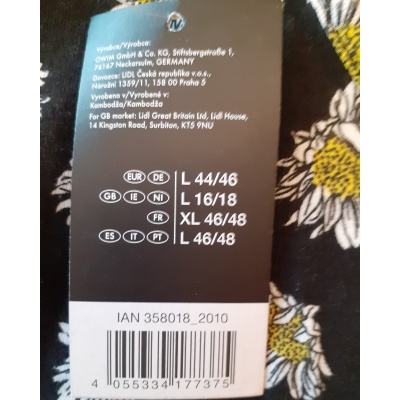 IV
Výrobce/Výrobca:
OWIM GmbH & Co. KG, Stiftsbergstraße 1,
74167 Neckarsulm, GERMANY
Dovozce: LIDL Česká republika v.o.s.,
Nárožní 1359/11, 158 00 Praha 5
Vyrobeno v/Vyrobené v:
Kambodža/Kambodža
For GB market: Lidl Great Britain Ltd, Lidl House,
14 Kingston Road, Surbiton, KT5 9NU
EUR DE L 44/46
GB IE NI L 16/18
FR XL 46/48
ES IT PT L 46/48
IAN 358018_2010
4 055334 177375